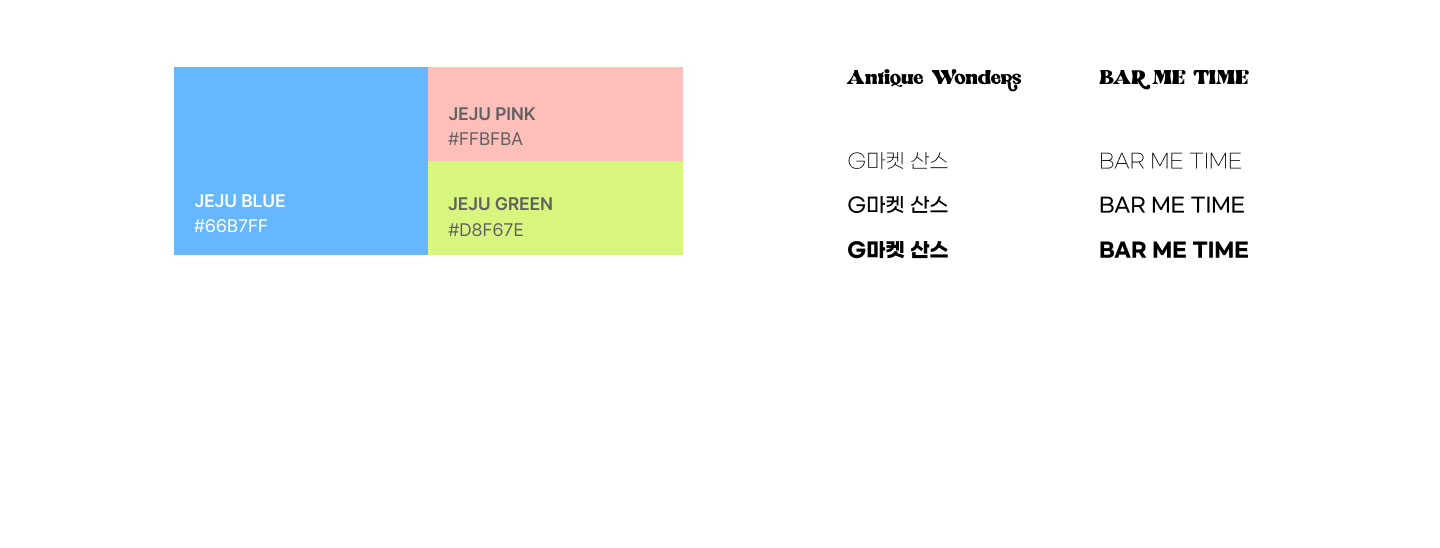 JEJU BLUE
#66B7FF
JEJU PINK
#FFBFBA
JEJU GREEN
#D8F67E
Antique Wonders
BAR ME TIME
G마켓 산스
BAR ME TIME
G마켓 산스
BAR ME TIME
G마켓 산스
BAR ME TIME